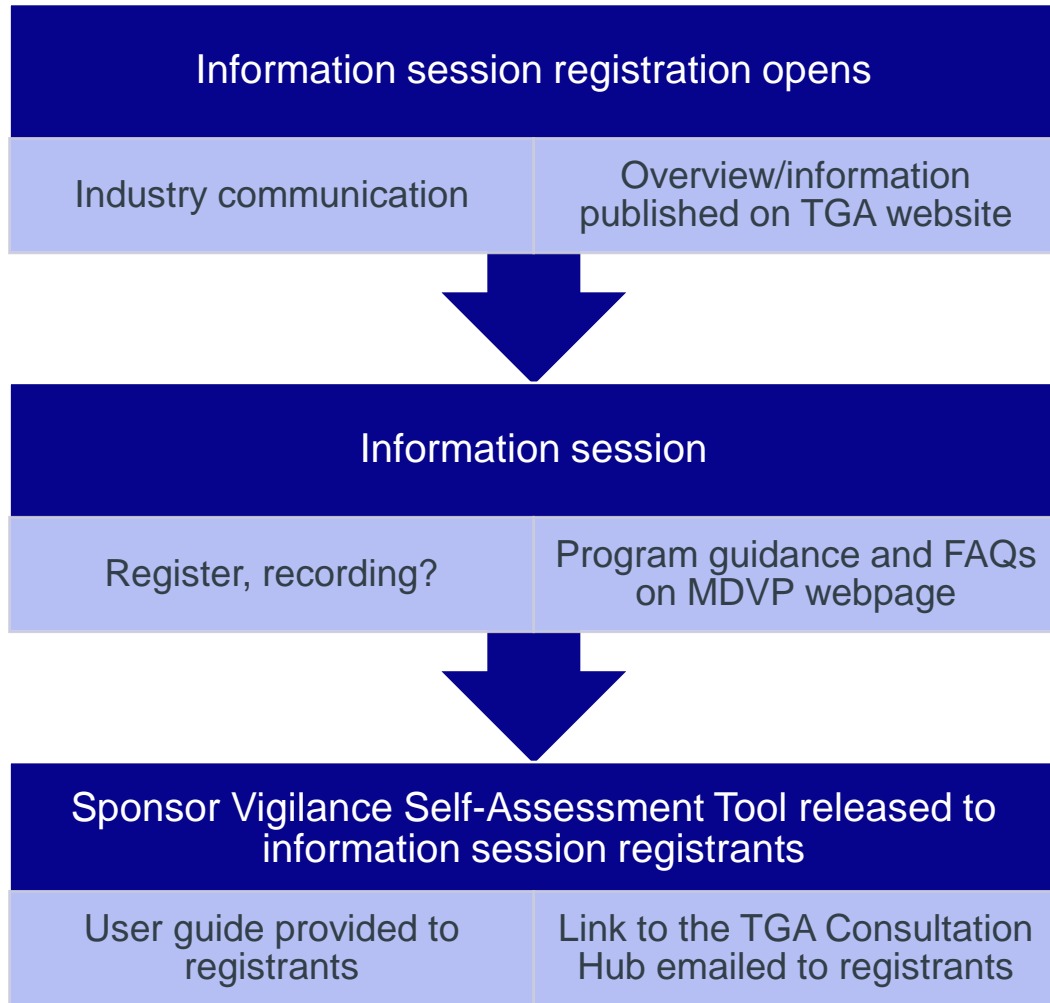 Information session registration opens
Industry communication
Overview/information
published on TGA website
Information session
Register, recording?
Program guidance and FAQs
on MDVP webpage
Sponsor Vigilance Self-Assessment Tool released to
information session registrants
User guide provided to
registrants
Link to the TGA Consultation
Hub emailed to registrants